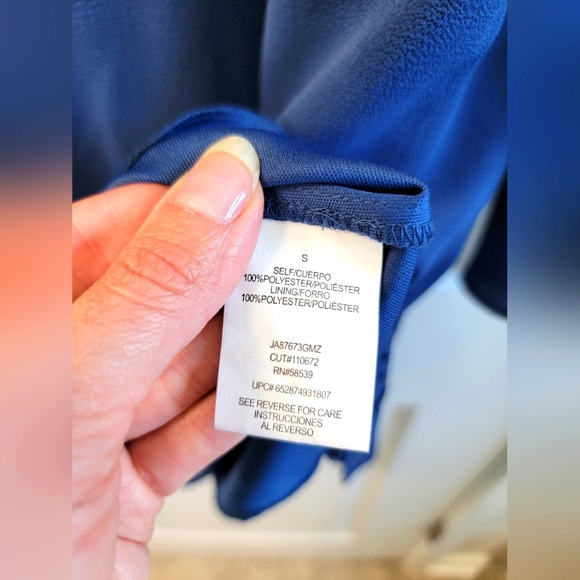 S
SELF/CUERPO
100%POLYESTER/POLIÉSTER
LINING/FORRO
100%POLYESTER/POLIÉSTER
JA87673GMZ
CUT#110672
RN#58539
UPC# 652874931807
SEE REVERSE FOR CARE
INSTRUCCIONES
AL REVERSO